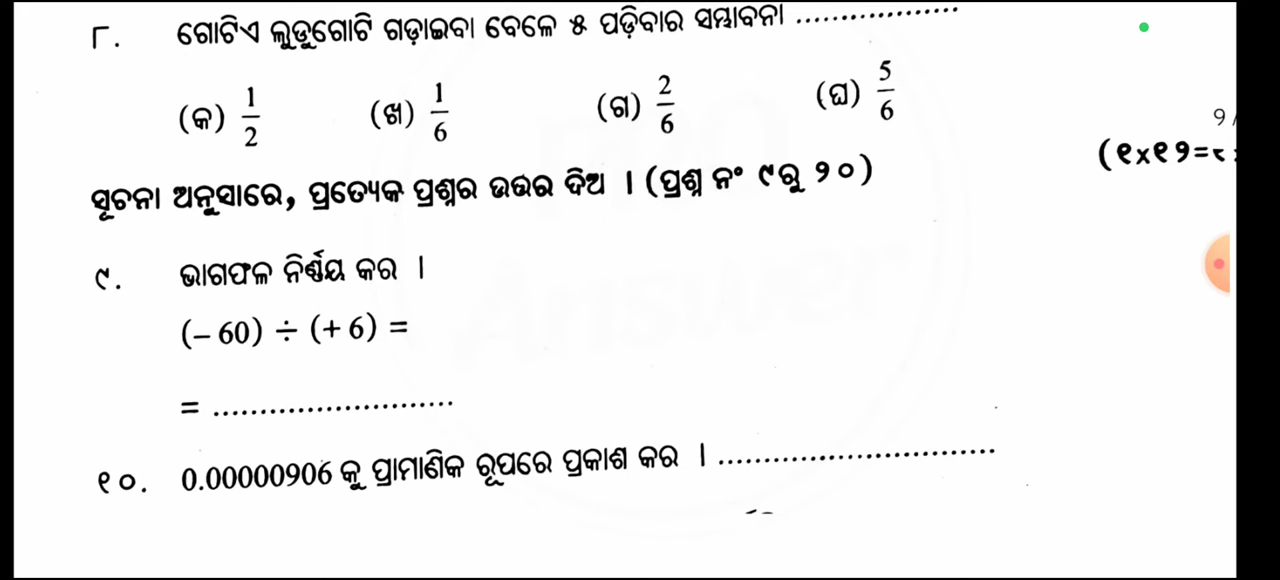 ୮. ଗୋଟିଏ ଲୁଡୁଗୋଟି ଗଡ଼ାଇବା ବେଳେ ୫ ପଡ଼ିବାର ସମ୍ଭାବନା ..................
(କ) 1/2 (ଖ) 1/6 (ଗ) 2/6 (ଘ) 5/6
(୧x୧୨=
ସୂଚନା ଅନୁସାରେ, ପ୍ରତ୍ୟେକ ପ୍ରଶ୍ନର ଉତ୍ତର ଦିଅ । (ପ୍ରଶ୍ନ ନଂ ୯ରୁ ୨୦)
୯. ଭାଗଫଳ ନିର୍ଣ୍ଣୟ କର ।
(– 60) ÷ (+ 6) =
= ..........................
୧୦. 0.00000906 କୁ ପ୍ରାମାଣିକ ରୂପରେ ପ୍ରକାଶ କର । ..............................